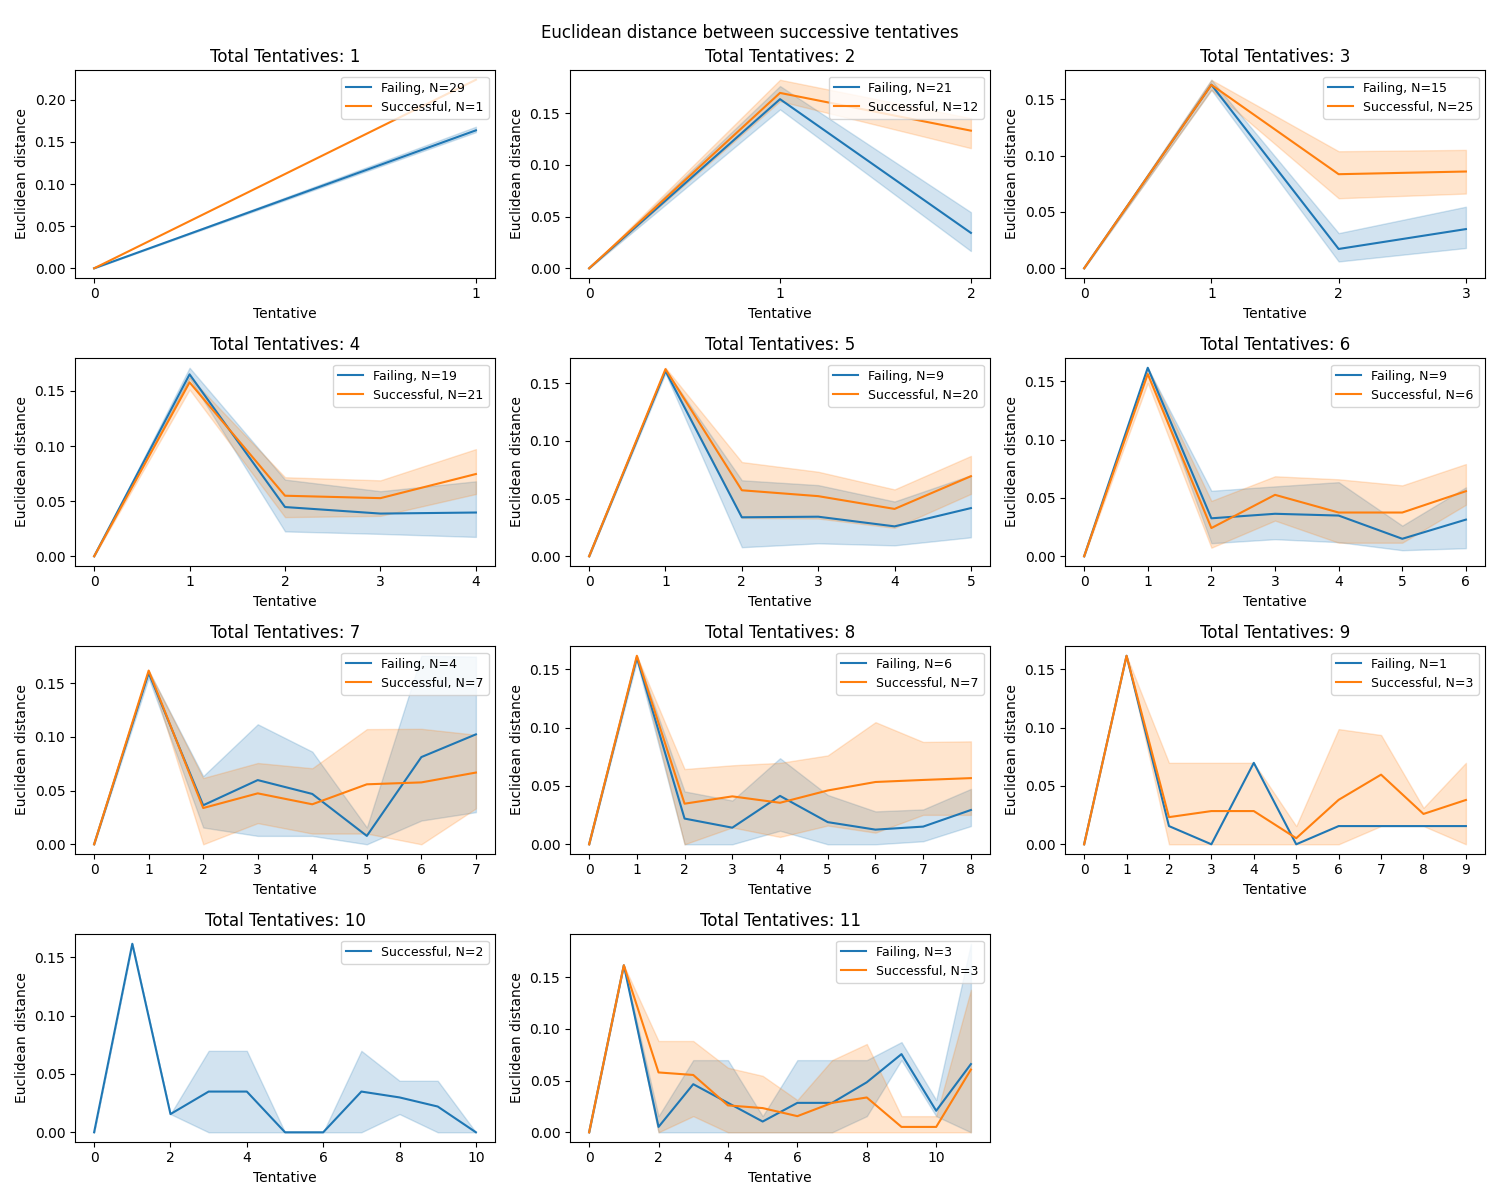 Euclidean distance between successive tentatives
Total Tentatives: 1
Failing, N=29
Successful, N=1
Euclidean distance
0.20
0.15
0.10
0.05
0.00
0 1
Tentative
Total Tentatives: 2
Failing, N=21
Successful, N=12
Euclidean distance
0.15
0.10
0.05
0.00
0 1 2
Tentative
Total Tentatives: 3
Failing, N=15
Successful, N=25
Euclidean distance
0.15
0.10
0.05
0.00
0 1 2 3
Tentative
Total Tentatives: 4
Failing, N=19
Successful, N=21
Euclidean distance
0.15
0.10
0.05
0.00
0 1 2 3 4
Tentative
Total Tentatives: 5
Failing, N=9
Successful, N=20
Euclidean distance
0.15
0.10
0.05
0.00
0 1 2 3 4 5
Tentative
Total Tentatives: 6
Failing, N=9
Successful, N=6
Euclidean distance
0.15
0.10
0.05
0.00
0 1 2 3 4 5 6
Tentative
Total Tentatives: 7
Failing, N=4
Successful, N=7
Euclidean distance
0.15
0.10
0.05
0.00
0 1 2 3 4 5 6 7
Tentative
Total Tentatives: 8
Failing, N=6
Successful, N=7
Euclidean distance
0.15
0.10
0.05
0.00
0 1 2 3 4 5 6 7 8
Tentative
Total Tentatives: 9
Failing, N=1
Successful, N=3
Euclidean distance
0.15
0.10
0.05
0.00
0 1 2 3 4 5 6 7 8 9
Tentative
Total Tentatives: 10
Successful, N=2
Euclidean distance
0.15
0.10
0.05
0.00
0 2 4 6 8 10
Tentative
Total Tentatives: 11
Failing, N=3
Successful, N=3
Euclidean distance
0.15
0.10
0.05
0.00
0 2 4 6 8 10
Tentative